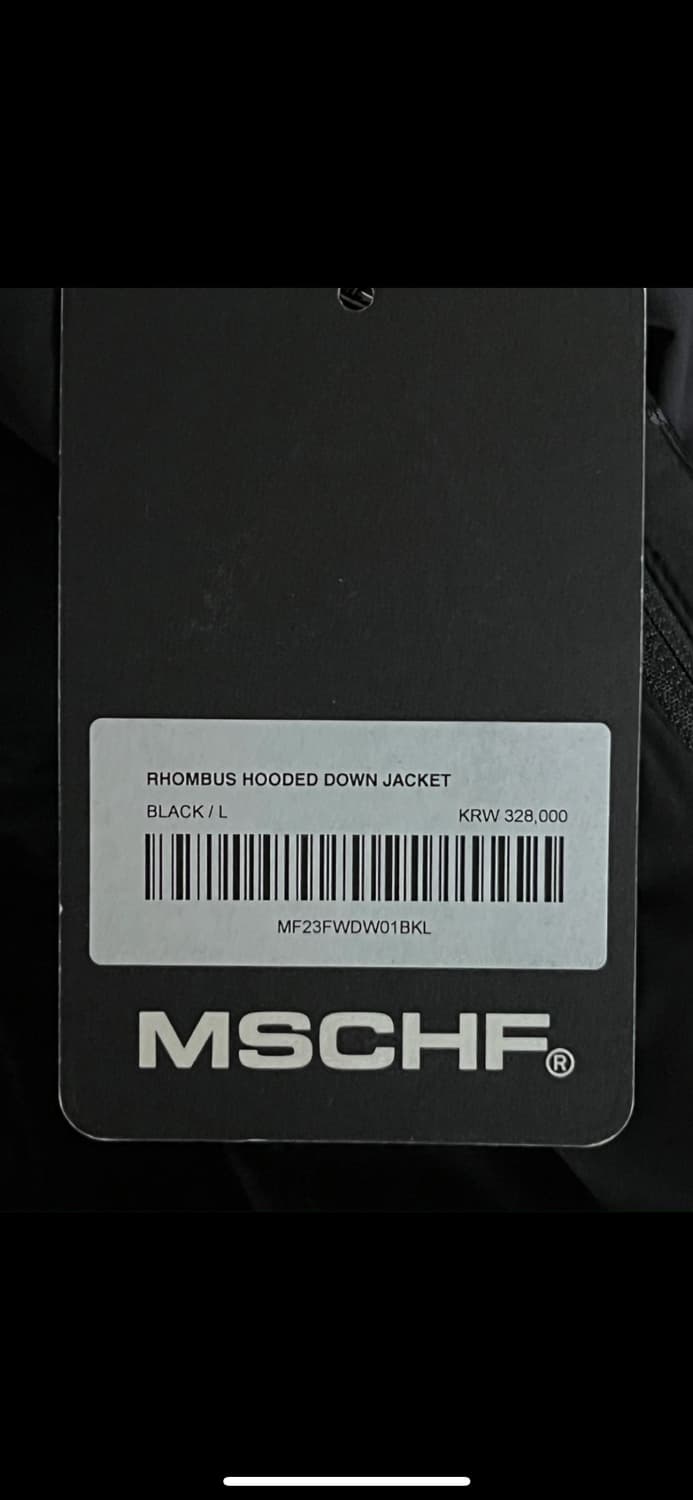 RHOMBUS HOODED DOWN JACKET
BLACK / L
KRW 328,000
MF23FWDW01BKL
MSCHF®